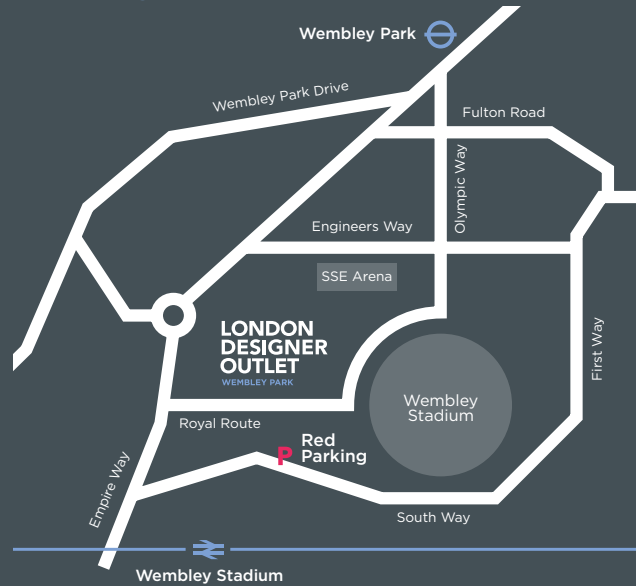 Wembley Park
Wembley Park Drive
Fulton Road
Olympic Way
Engineers Way
SSE Arena
LONDON
DESIGNER
OUTLET
WEMBLEY PARK
First Way
Wembley
Stadium
Royal Route
P
Red
Parking
Empire Way
South Way
Wembley Stadium